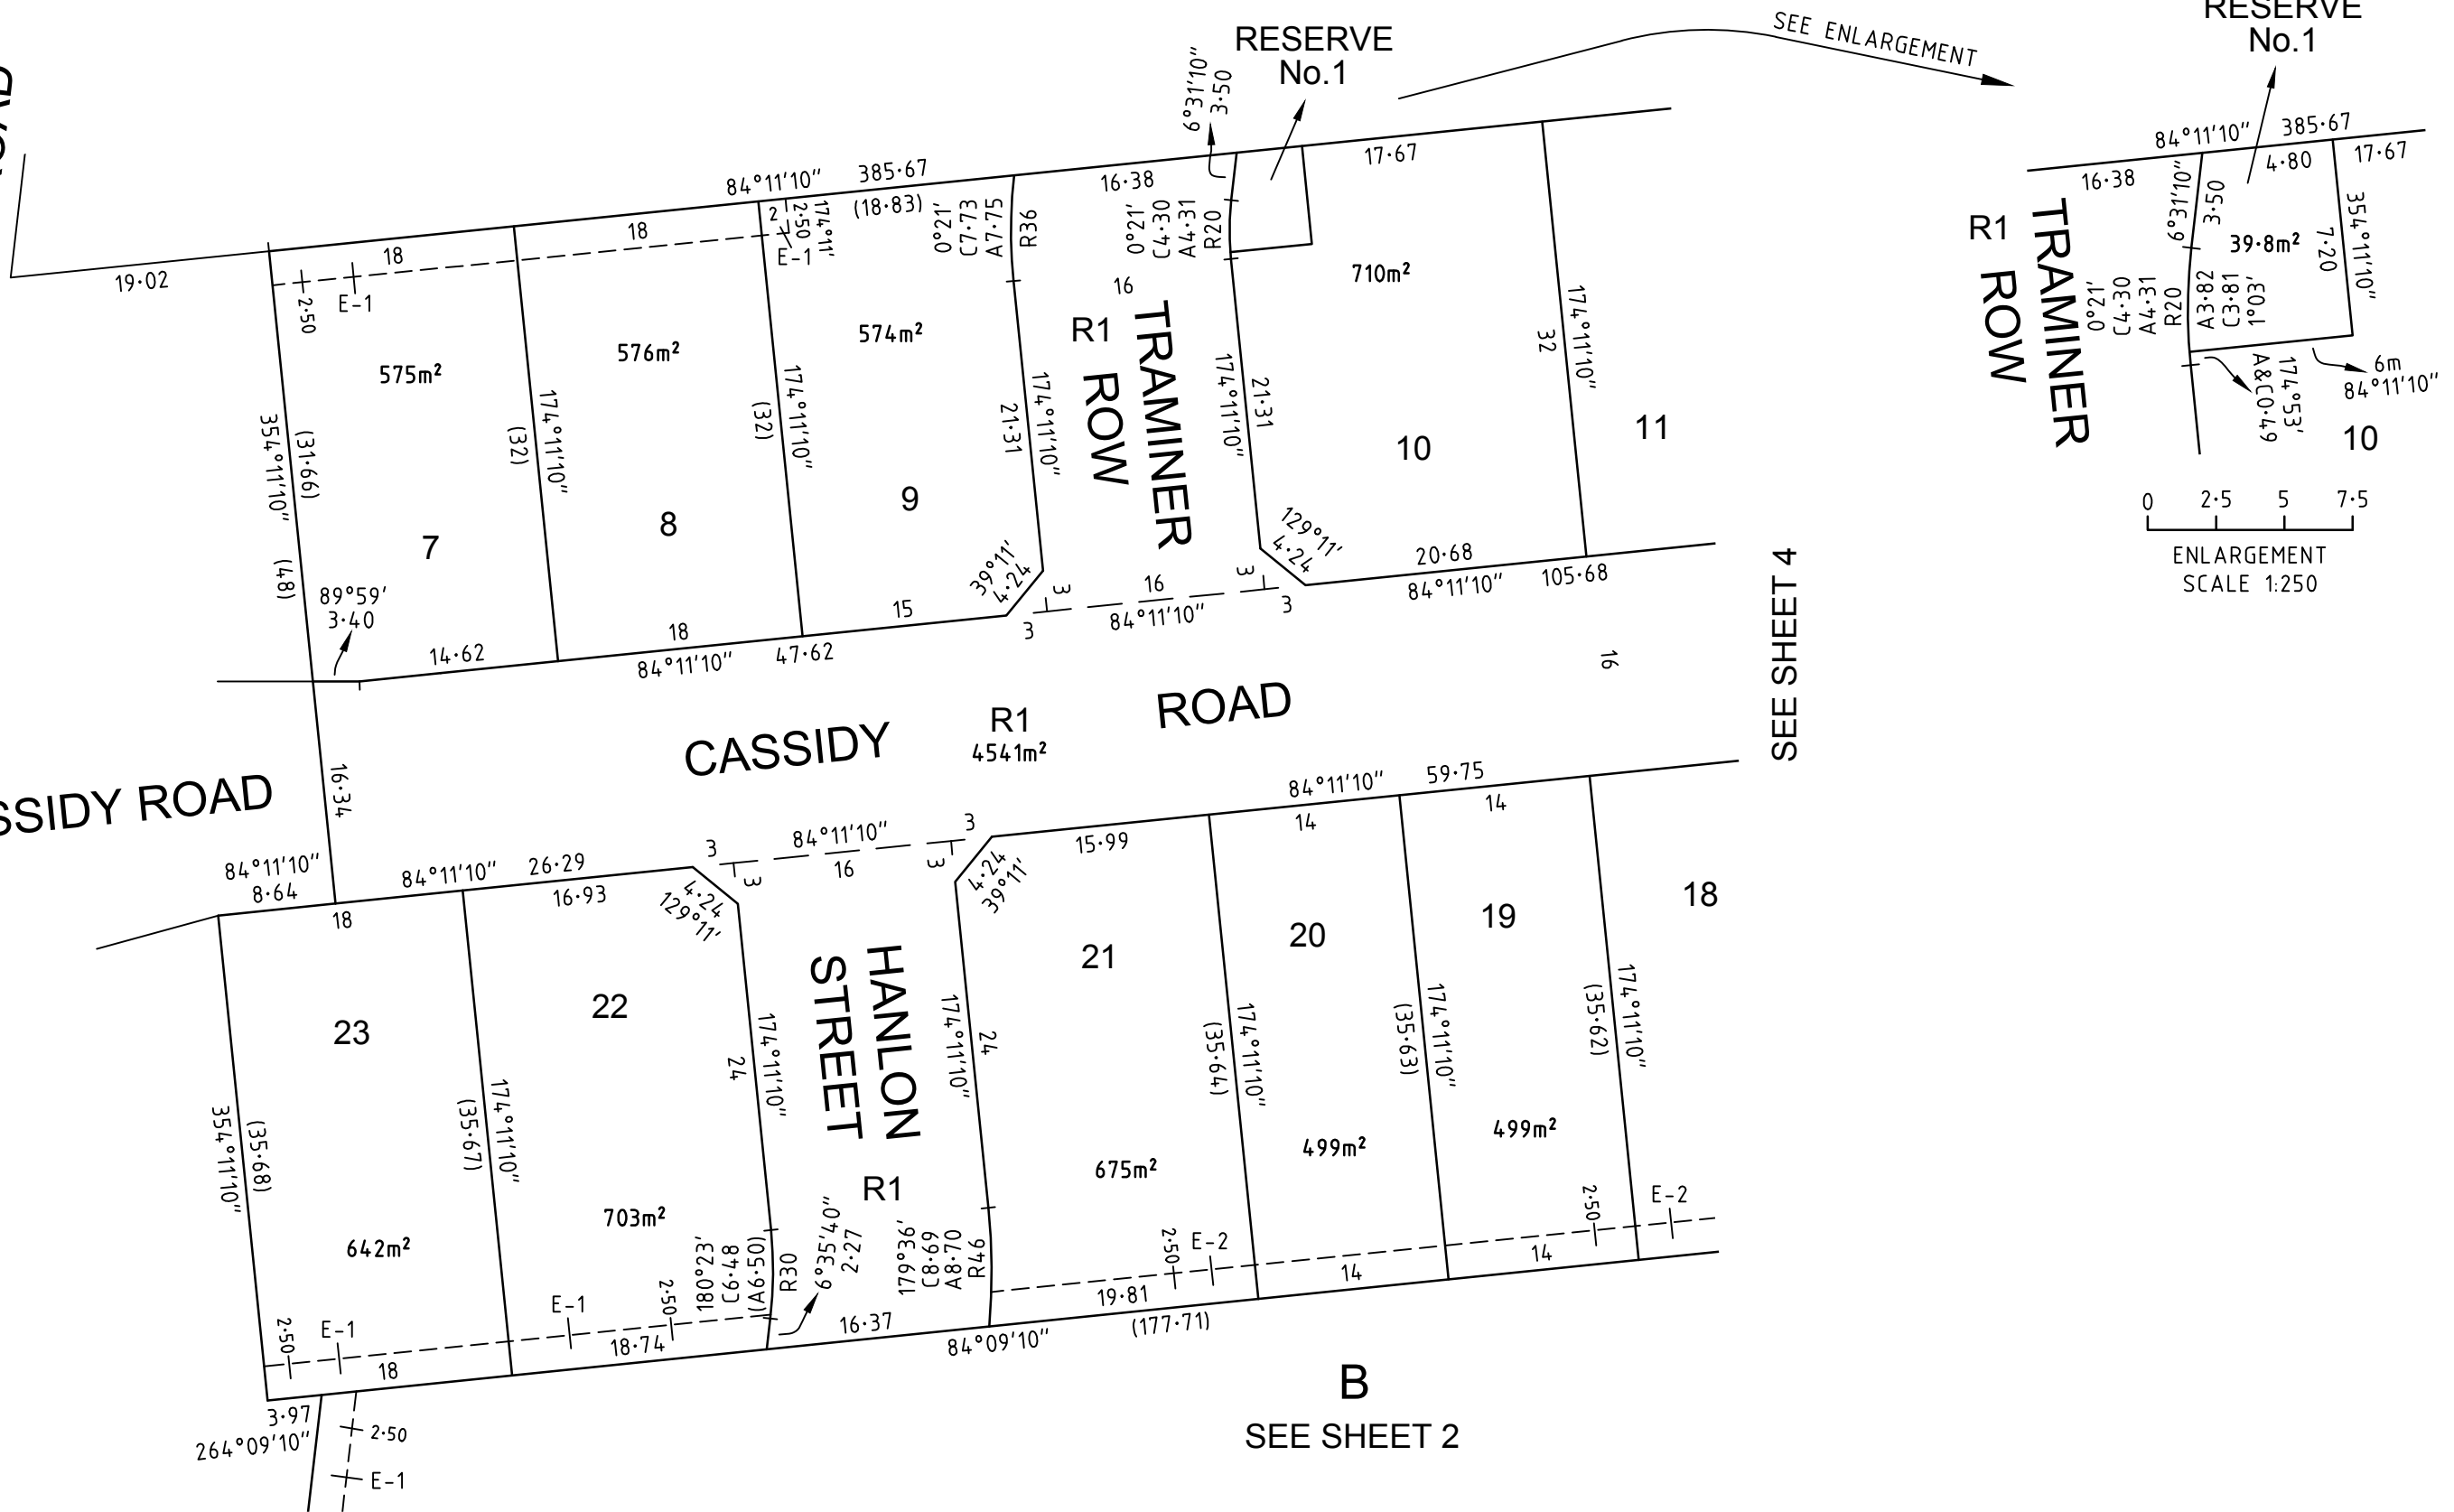 RESERVE
No.1
SEE ENLARGEMENT
RESERVE
No.1
6°31'10"
3·50
84°11'10"
385·67
19·02
18
18
2
2·50
174°11'
E-1
(18·83)
0°21'
C7·73
A7·75
R36
16·38
0°21'
C4·30
A4·31
R20
17·67
2·50
E-1
575m²
576m²
574m²
710m²
16
R1
TRAMINER
ROW
354°11'10"
(31·66)
(48)
(32)
174°11'10"
(32)
174°11'10"
21·31
174°11'10"
174°11'10"
21·31
32
174°11'10"
7
8
9
10
11
89°59'
3·40
14·62
18
84°11'10"
47·62
15
39°11'
4·24
3
3
16
84°11'10"
3
3
129°11'
4·24
20·68
84°11'10"
105·68
16
SEE SHEET 4
84°11'10"
385·67
16·38
4·80
17·67
6°31'10"
3·50
39·8m²
7·20
354°11'10"
R1
TRAMINER
ROW
0°21'
C4·30
A4·31
R20
A3·82
C3·81
1°03'
174°53'
A&C0·49
6m
84°11'10"
10
0
2·5
5
7·5
ENLARGEMENT
SCALE 1:250
CASSIDY
ROAD
R1
4541m²
16·34
ROAD
84°11'10"
8·64
84°11'10"
26·29
18
16·93
4·24
129°11'
3
3
84°11'10"
16
3
3
4·24
39°11'
15·99
84°11'10"
59·75
14
14
23
22
21
20
19
18
HANLON
STREET
R1
354°11'10"
(35·68)
(35·67)
174°11'10"
24
174°11'10"
174°11'10"
24
(35·64)
174°11'10"
(35·63)
174°11'10"
(35·62)
174°11'10"
642m²
703m²
675m²
499m²
499m²
180°23'
C6·48
(A6·50)
R30
6°35'40"
2·27
179°36'
C8·69
A8·70
R46
2·50
E-1
E-1
2·50
2·50
E-2
2·50
E-2
18
18·74
16·37
19·81
14
14
84°09'10"
(177·71)
3·97
264°09'10"
2·50
E-1
B
SEE SHEET 2